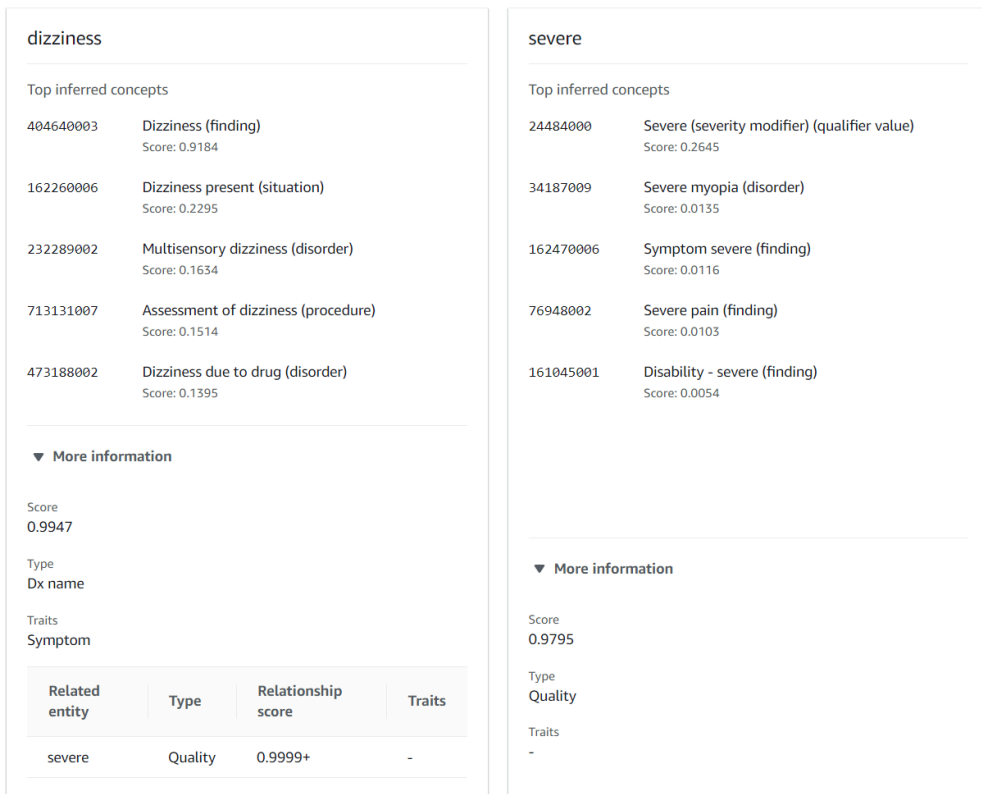 dizziness
Top inferred concepts
404640003 Dizziness (finding)
Score: 0.9184
162260006 Dizziness present (situation)
Score: 0.2295
232289002 Multisensory dizziness (disorder)
Score: 0.1634
713131007 Assessment of dizziness (procedure)
Score: 0.1514
473188002 Dizziness due to drug (disorder)
Score: 0.1395
More information
Score
0.9947
Type
Dx name
Traits
Symptom
Related entity Type Relationship score Traits
severe Quality 0.9999+ -
severe
Top inferred concepts
24484000 Severe (severity modifier) (qualifier value)
Score: 0.2645
34187009 Severe myopia (disorder)
Score: 0.0135
162470006 Symptom severe (finding)
Score: 0.0116
76948002 Severe pain (finding)
Score: 0.0103
161045001 Disability - severe (finding)
Score: 0.0054
More information
Score
0.9795
Type
Quality
Traits
-